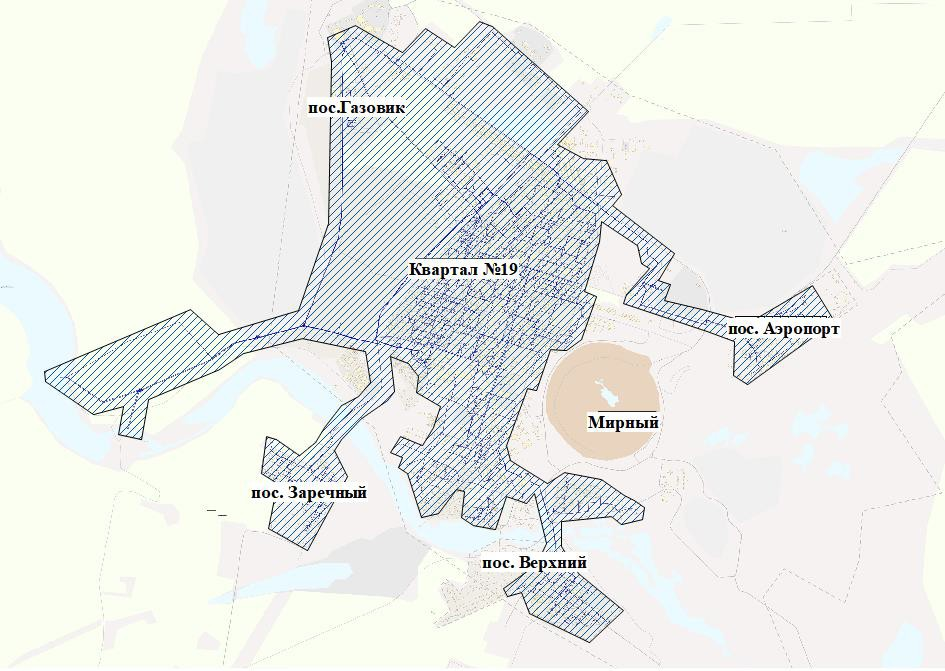 пос.Газовик
Квартал №19
пос. Аэропорт
Мирный
пос. Заречный
пос. Верхний